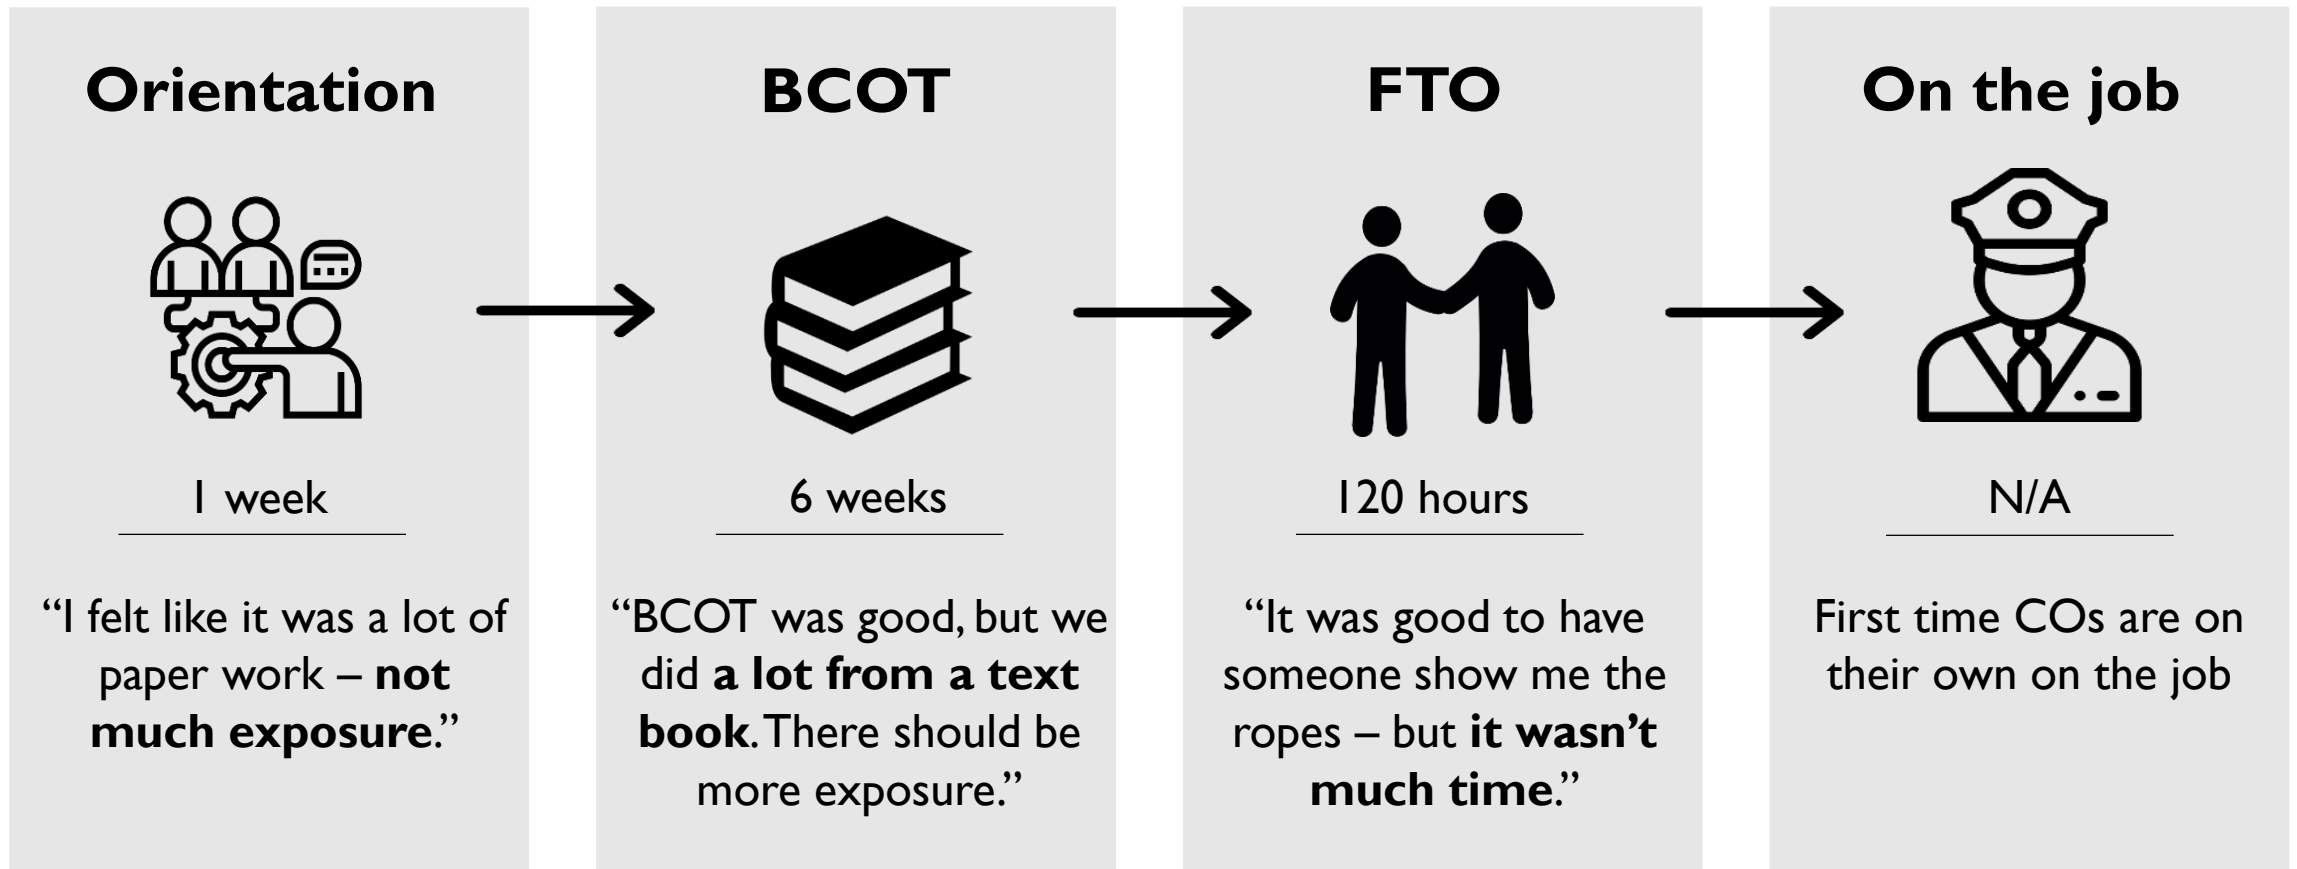 Orientation
1 week
“I felt like it was a lot of
paper work – not
much exposure.”
BCOT
6 weeks
“BCOT was good, but we
did a lot from a text
book. There should be
more exposure.”
FTO
120 hours
“It was good to have
someone show me the
ropes – but it wasn’t
much time.”
On the job
N/A
First time COs are on
their own on the job